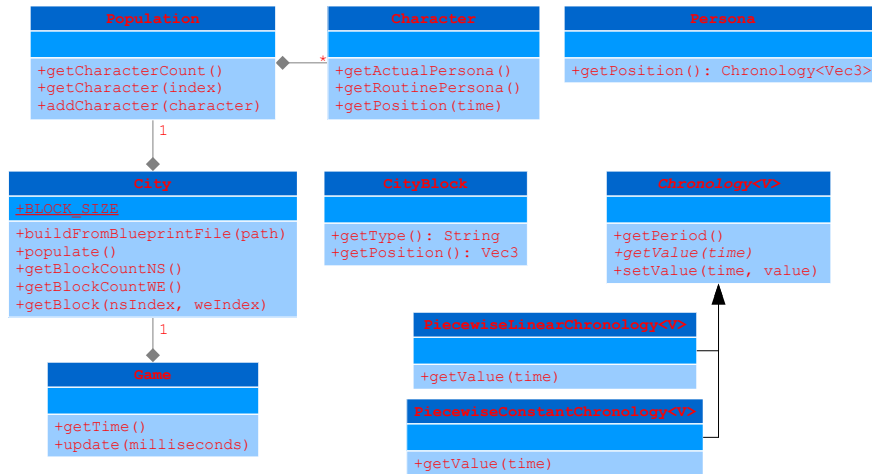 Population
+getCharacterCount()
+getCharacter(index)
+addCharacter(character)
*
Character
+getActualPersona()
+getRoutinePersona()
+getPosition(time)
Persona
+getPosition(): Chronology<Vec3>
1
City
+BLOCK_SIZE
+buildFromBlueprintFile(path)
+populate()
+getBlockCountNS()
+getBlockCountWE()
+getBlock(nsIndex, weIndex)
CityBlock
+getType(): String
+getPosition(): Vec3
Chronology<V>
+getPeriod()
+getValue(time)
+setValue(time, value)
1
Game
+getTime()
+update(milliseconds)
PiecewiseLinearChronology<V>
+getValue(time)
PiecewiseConstantChronology<V>
+getValue(time)